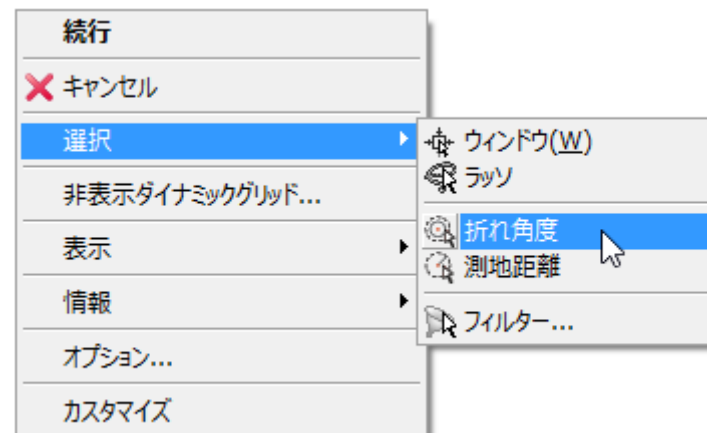 続行
キャンセル
選択
非表示ダイナミックグリッド...
表示
情報
オプション...
カスタマイズ
ウィンドウ(W)
ラッソ
折れ角度
測地距離
フィルター...